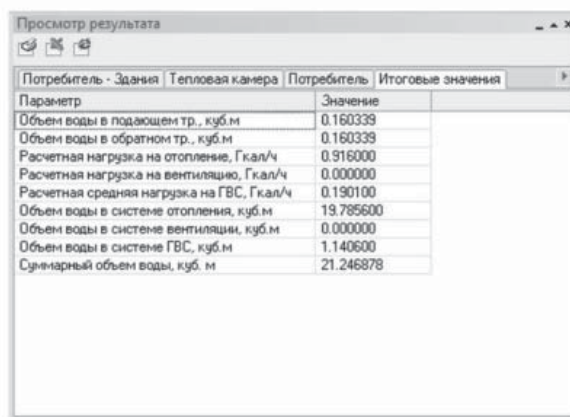 Просмотр результата
Потребитель - Здания Тепловая камера Потребитель Итоговые значения
Параметр Значение
Объем воды в подающем тр., куб.м 0.160339
Объем воды в обратном тр., куб.м 0.160339
Расчетная нагрузка на отопление, Гкал/ч 0.916000
Расчетная нагрузка на вентиляцию, Гкал/ч 0.000000
Расчетная средняя нагрузка на ГВС, Гкал/ч 0.190100
Объем воды в системе отопления, куб.м 19.785600
Объем воды в системе вентиляции, куб.м 0.000000
Объем воды в системе ГВС, куб.м 1.140600
Суммарный объем воды, куб. м 21.246878